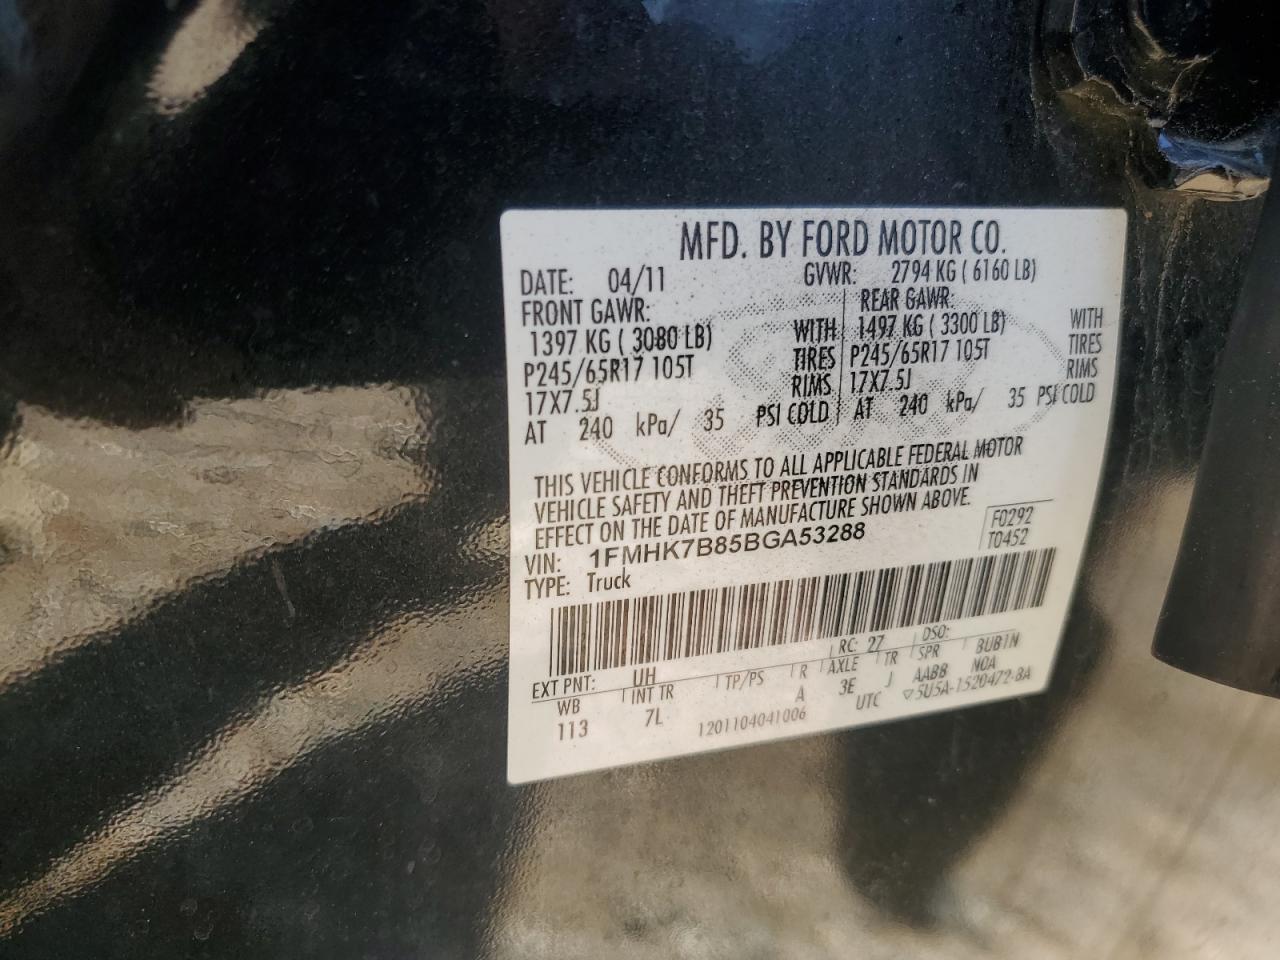 MFD. BY FORD MOTOR CO.
DATE: 04/11 GVWR: 2794 KG ( 6160 LB)
FRONT GAWR: REAR GAWR:
1397 KG ( 3080 LB) WITH 1497 KG ( 3300 LB) WITH
P245/65R17 105T TIRES P245/65R17 105T TIRES
17X7.5J RIMS 17X7.5J RIMS
AT 240 kPa/ 35 PSI COLD AT 240 kPa/ 35 PSI COLD
THIS VEHICLE CONFORMS TO ALL APPLICABLE FEDERAL MOTOR
VEHICLE SAFETY AND THEFT PREVENTION STANDARDS IN
EFFECT ON THE DATE OF MANUFACTURE SHOWN ABOVE.
VIN: 1FMHK7B85BGA53288 F0292
TYPE: Truck T0452
EXT PNT: UH RC: 27 DSO:
WB INT TR TP/PS R AXLE TR SPR BUBIN
113 7L A 3E J AABB NOA
1201104041006 UTC ▽5U5A-1520472-BA